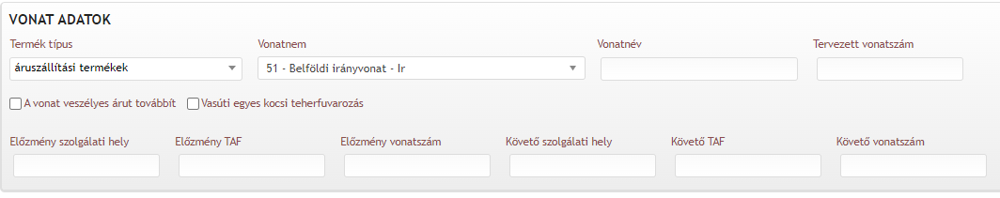 VONAT ADATOK
Termék típus Vonatnem Vonatnév Tervezett vonatszám
áruszállítási termékek 51 - Belföldi irányvonat - Ir
A vonat veszélyes árut továbbít Vasúti egyes kocsi teherfuvarozás
Előzmény szolgálati hely Előzmény TAF Előzmény vonatszám Követő szolgálati hely Követő TAF Követő vonatszám